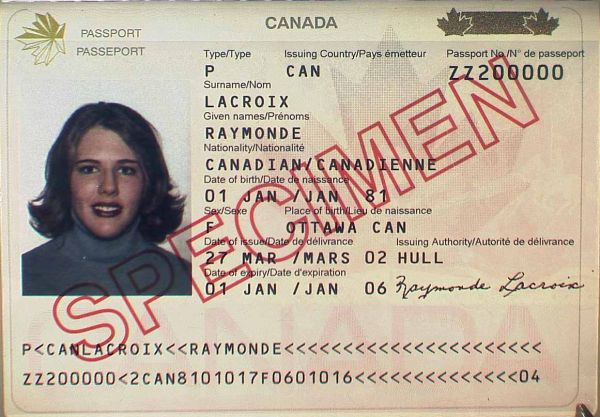 CANADA
PASSPORT
PASSEPORT
Type/Type Issuing Country/Pays émetteur Passport No./N° de passeport
P CAN ZZ200000
Surname/Nom
LACROIX
Given names/Prénoms
RAYMONDE
Nationality/Nationalité
CANADIAN/CANADIENNE
Date of birth/Date de naissance
01 JAN /JAN 81
Sex/Sexe Place of birth/Lieu de naissance
F OTTAWA CAN
Date of issue/Date de délivrance Issuing Authority/Autorité de délivrance
27 MAR /MARS 02 HULL
Date of expiry/Date d'expiration
01 JAN /JAN 06 Raymonde Lacroix
SPECIMEN
CANADA
P<CANLACROIX<<RAYMONDE<<<<<<<<<<<<<<<<<<<<<<
ZZ200000<2CAN8101017F0601016<<<<<<<<<<<<<<04